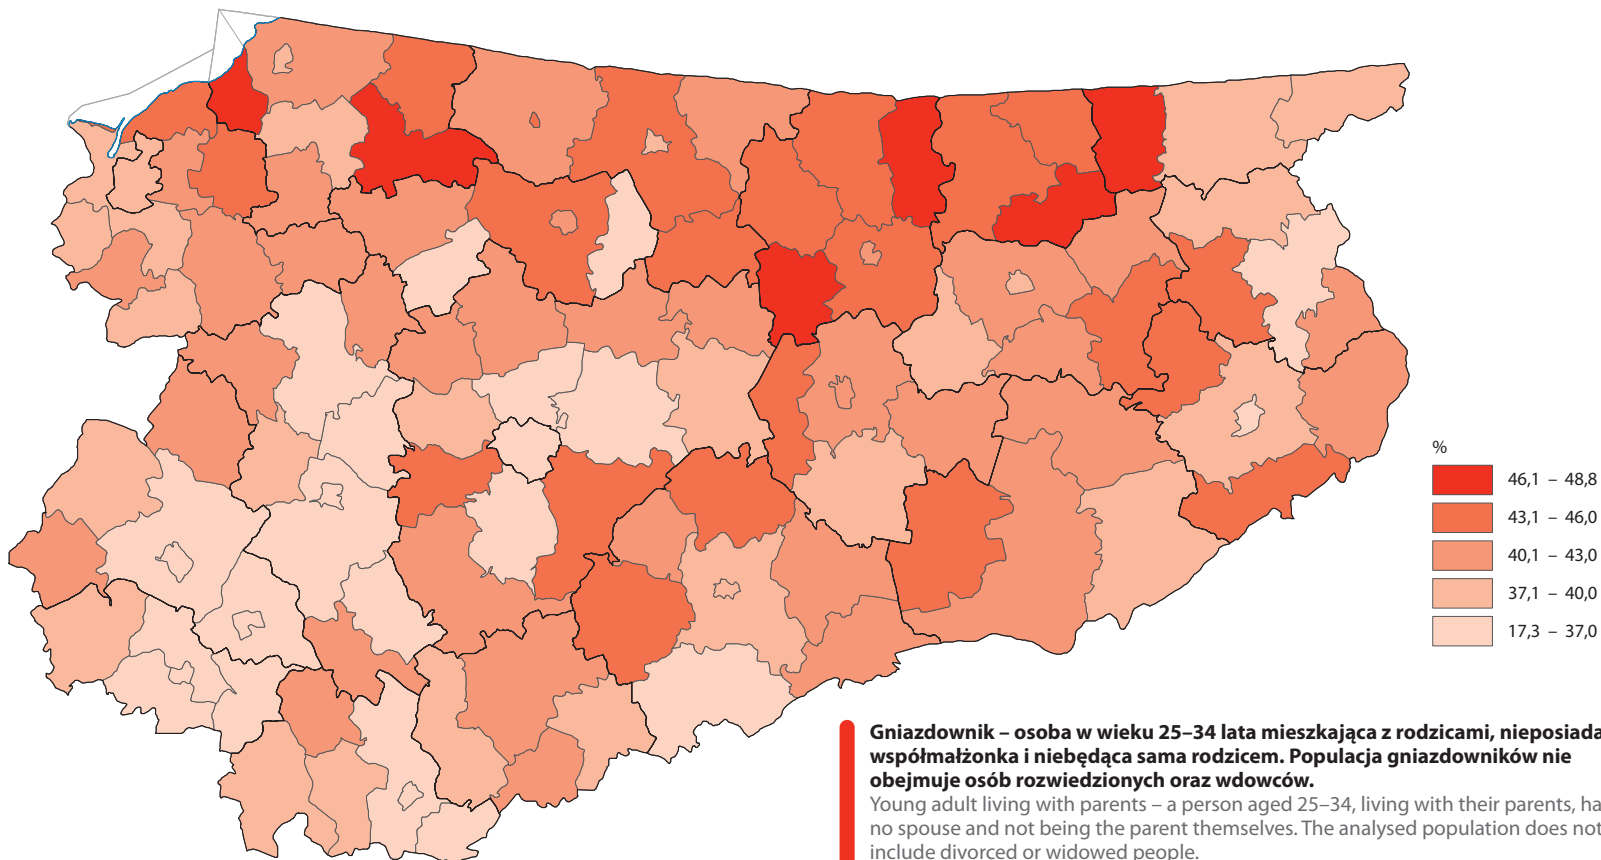 %
46,1 – 48,8
43,1 – 46,0
40,1 – 43,0
37,1 – 40,0
17,3 – 37,0
Gniazdownik – osoba w wieku 25–34 lata mieszkająca z rodzicami, nieposiada
współmałżonka i niebędąca sama rodzicem. Populacja gniazdowników nie
obejmuje osób rozwiedzionych oraz wdowców.
Young adult living with parents – a person aged 25–34, living with their parents, ha
no spouse and not being the parent themselves. The analysed population does not
include divorced or widowed people.